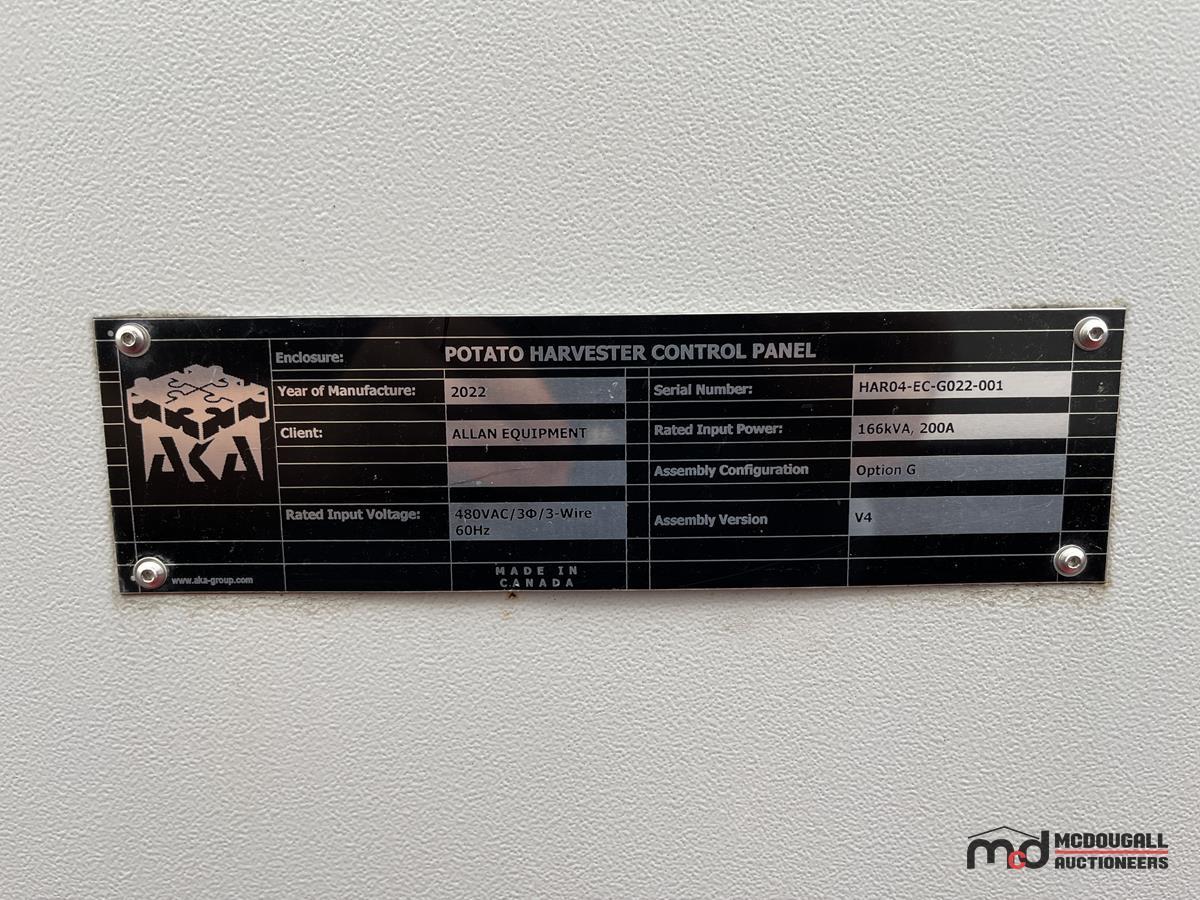 Enclosure: POTATO HARVESTER CONTROL PANEL
Year of Manufacture: 2022 Serial Number: HAR04-EC-G022-001
Client: ALLAN EQUIPMENT Rated Input Power: 166kVA, 200A
Assembly Configuration Option G
Rated Input Voltage: 480VAC/3Φ/3-Wire
60Hz
Assembly Version V4
AKA
www.aka-group.com
MADE IN
CANADA
mcd MCDOUGALL
AUCTIONEERS